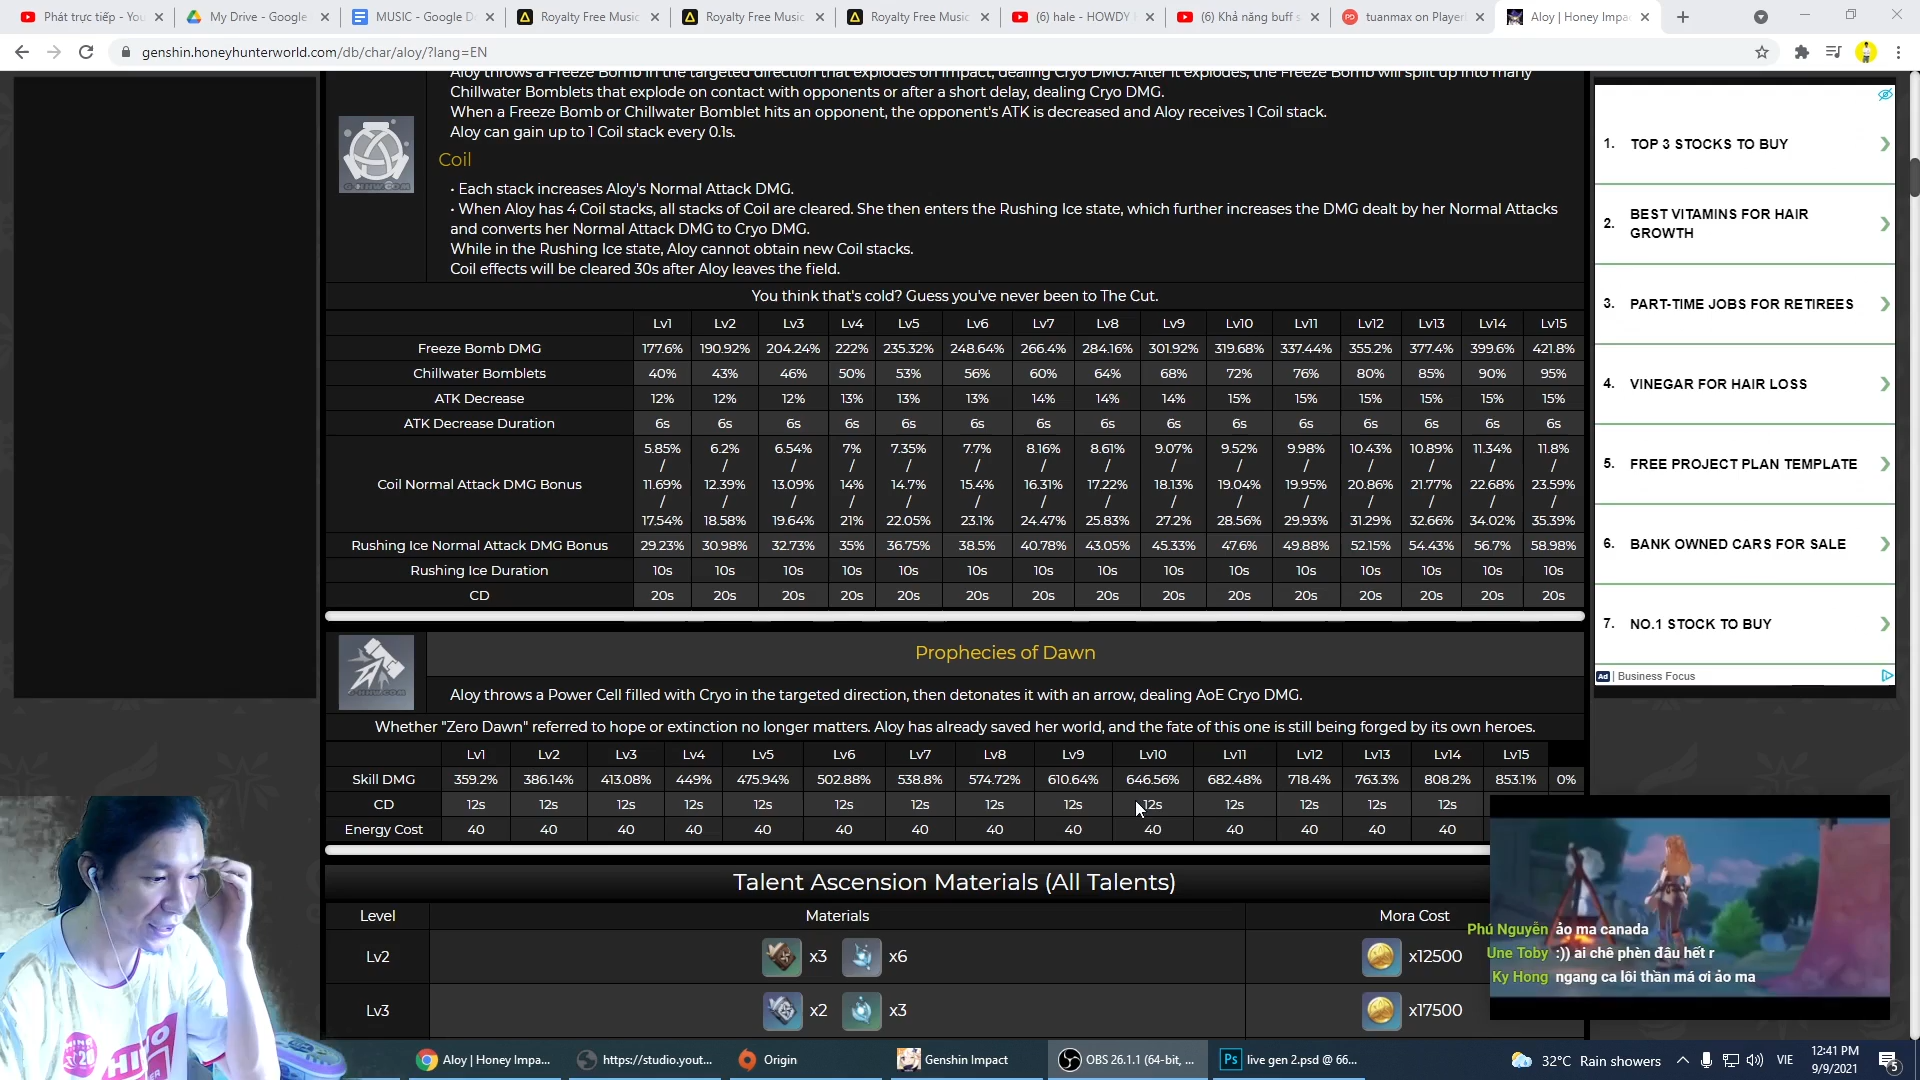 Phát trực tiếp - You
My Drive - Google
MUSIC - Google D
Royalty Free Music
Royalty Free Music
Royalty Free Music
(6) hale - HOWDY
(6) Khả năng buff s
tuanmax on Player
Aloy | Honey Impa
genshin.honeyhunterworld.com/db/char/aloy/?lang=EN
Aloy throws a Freeze Bomb in the targeted direction that explodes on impact, dealing Cryo DMG. After it explodes, the Freeze Bomb will split up into many
Chillwater Bomblets that explode on contact with opponents or after a short delay, dealing Cryo DMG.
When a Freeze Bomb or Chillwater Bomblet hits an opponent, the opponent's ATK is decreased and Aloy receives 1 Coil stack.
Aloy can gain up to 1 Coil stack every 0.1s.
Coil
• Each stack increases Aloy's Normal Attack DMG.
• When Aloy has 4 Coil stacks, all stacks of Coil are cleared. She then enters the Rushing Ice state, which further increases the DMG dealt by her Normal Attacks
and converts her Normal Attack DMG to Cryo DMG.
While in the Rushing Ice state, Aloy cannot obtain new Coil stacks.
Coil effects will be cleared 30s after Aloy leaves the field.
You think that's cold? Guess you've never been to The Cut.
Lv1 Lv2 Lv3 Lv4 Lv5 Lv6 Lv7 Lv8 Lv9 Lv10 Lv11 Lv12 Lv13 Lv14 Lv15
Freeze Bomb DMG 177.6% 190.92% 204.24% 222% 235.32% 248.64% 266.4% 284.16% 301.92% 319.68% 337.44% 355.2% 377.4% 399.6% 421.8%
Chillwater Bomblets 40% 43% 46% 50% 53% 56% 60% 64% 68% 72% 76% 80% 85% 90% 95%
ATK Decrease 12% 12% 12% 13% 13% 13% 14% 14% 14% 15% 15% 15% 15% 15% 15%
ATK Decrease Duration 6s 6s 6s 6s 6s 6s 6s 6s 6s 6s 6s 6s 6s 6s 6s
5.85% 6.2% 6.54% 7% 7.35% 7.7% 8.16% 8.61% 9.07% 9.52% 9.98% 10.43% 10.89% 11.34% 11.8%
/ / / / / / / / / / / / / / /
Coil Normal Attack DMG Bonus 11.69% 12.39% 13.09% 14% 14.7% 15.4% 16.31% 17.22% 18.13% 19.04% 19.95% 20.86% 21.77% 22.68% 23.59%
/ / / / / / / / / / / / / / /
17.54% 18.58% 19.64% 21% 22.05% 23.1% 24.47% 25.83% 27.2% 28.56% 29.93% 31.29% 32.66% 34.02% 35.39%
Rushing Ice Normal Attack DMG Bonus 29.23% 30.98% 32.73% 35% 36.75% 38.5% 40.78% 43.05% 45.33% 47.6% 49.88% 52.15% 54.43% 56.7% 58.98%
Rushing Ice Duration 10s 10s 10s 10s 10s 10s 10s 10s 10s 10s 10s 10s 10s 10s 10s
CD 20s 20s 20s 20s 20s 20s 20s 20s 20s 20s 20s 20s 20s 20s 20s
Prophecies of Dawn
Aloy throws a Power Cell filled with Cryo in the targeted direction, then detonates it with an arrow, dealing AoE Cryo DMG.
Whether "Zero Dawn" referred to hope or extinction no longer matters. Aloy has already saved her world, and the fate of this one is still being forged by its own heroes.
Lv1 Lv2 Lv3 Lv4 Lv5 Lv6 Lv7 Lv8 Lv9 Lv10 Lv11 Lv12 Lv13 Lv14 Lv15
Skill DMG 359.2% 386.14% 413.08% 449% 475.94% 502.88% 538.8% 574.72% 610.64% 646.56% 682.48% 718.4% 763.3% 808.2% 853.1% 0%
CD 12s 12s 12s 12s 12s 12s 12s 12s 12s 12s 12s 12s 12s 12s
Energy Cost 40 40 40 40 40 40 40 40 40 40 40 40 40 40
Talent Ascension Materials (All Talents)
Level Materials Mora Cost
Lv2 x3 x6 x12500
Lv3 x2 x3 x17500
1. TOP 3 STOCKS TO BUY
2. BEST VITAMINS FOR HAIR
GROWTH
3. PART-TIME JOBS FOR RETIREES
4. VINEGAR FOR HAIR LOSS
5. FREE PROJECT PLAN TEMPLATE
6. BANK OWNED CARS FOR SALE
7. NO.1 STOCK TO BUY
Ad | Business Focus
Phú Nguyễn ảo ma canada
Une Toby :)) ai chê phèn đâu hết r
Ky Hong ngang ca lôi thần má ơi ảo ma
Aloy | Honey Impa...
https://studio.yout...
Origin
Genshin Impact
OBS 26.1.1 (64-bit, ...
Ps live gen 2.psd @ 66...
32°C Rain showers
VIE
12:41 PM
9/9/2021
5